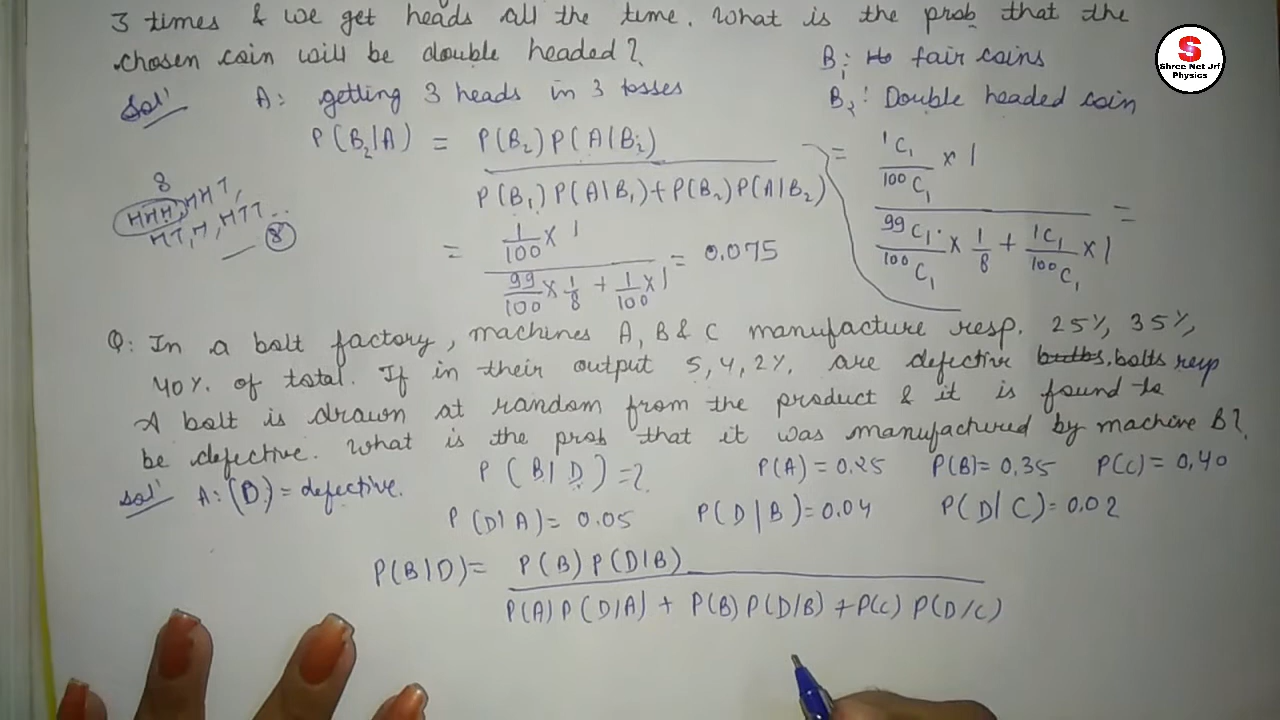 3 times & we get heads all the time. What is the prob that the
chosen coin will be double headed?
B1: fair coins
Solⁿ A: getting 3 heads in 3 tosses
B2: Double headed coin
P(B2|A) = P(B2)P(A|B2) / P(B1)P(A|B1)+P(B2)P(A|B2)
= 1C1/100C1 × 1 / 99C1/100C1 × 1/8 + 1C1/100C1 × 1 =
8
HHH, HHT,
HT,H, HTT..
8
= 1/100 × 1 / 99/100 × 1/8 + 1/100 × 1 = 0.075
Q: In a bolt factory, machines A, B & C manufacture resp. 25%, 35%,
40% of total. If in their output 5, 4, 2% are defective bulbs. bolts resp
A bolt is drawn at random from the product & it is found to
be defective. What is the prob that it was manufactured by machine B?
Solⁿ A: (D) = defective. P(B|D)=?
P(A) = 0.25 P(B)= 0.35 P(C) = 0.40
P(D|A)= 0.05 P(D|B)=0.04 P(D|C)=0.02
P(B|D)= P(B)P(D|B) / P(A)P(D|A) + P(B)P(D/B) + P(C) P(D/C)
S
Shree Net Jrf
Physics